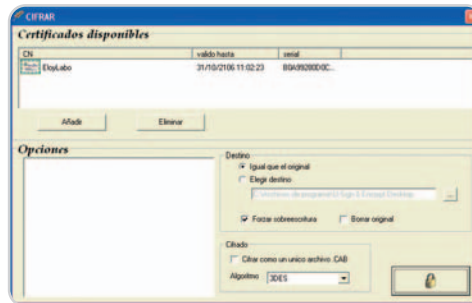 CIFRAR
Certificados disponibles
CN valido hasta serial
EloyLabo 31/10/2106 11:02:23
Añadir Eliminar
Opciones
Destino
Igual que el original
Elegir destino
...
Forzar sobreescritura Borrar original
Cifrado
Cifrar como un unico archivo .CAB
Algoritmo 3DES